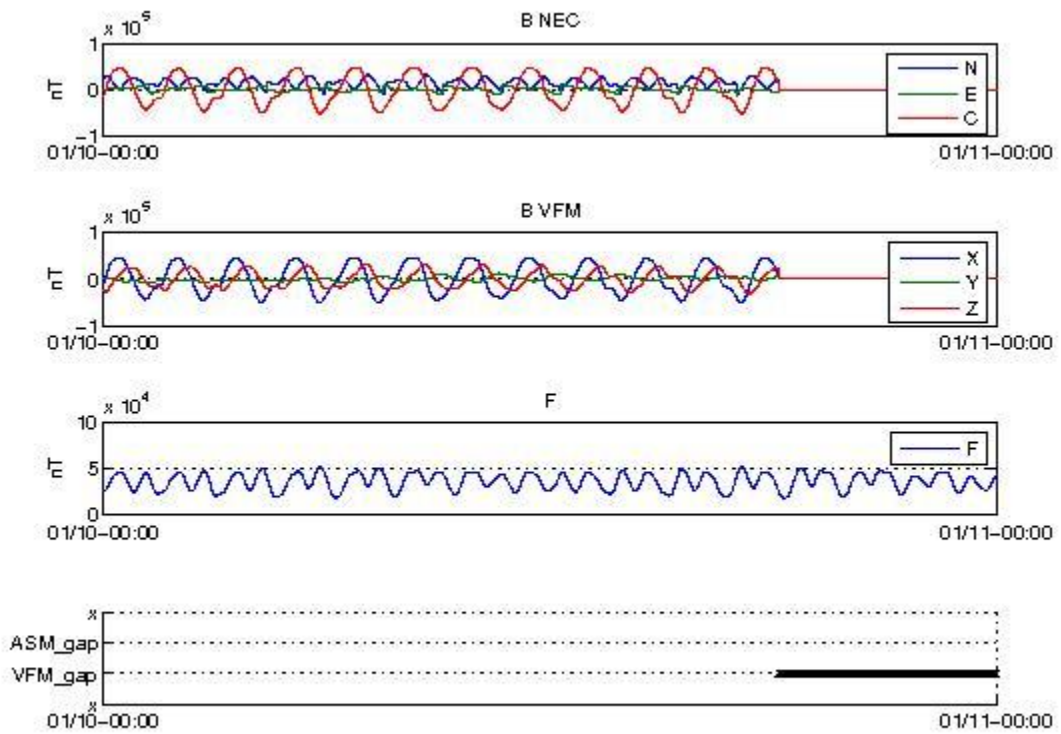 B NEC
x 10^5
1
nT
0
-1
N
E
C
01/10-00:00 01/11-00:00
B VFM
x 10^5
1
nT
0
-1
X
Y
Z
01/10-00:00 01/11-00:00
F
x 10^4
10
nT
5
0
F
01/10-00:00 01/11-00:00
x
ASM_gap
VFM_gap
x
01/10-00:00 01/11-00:00